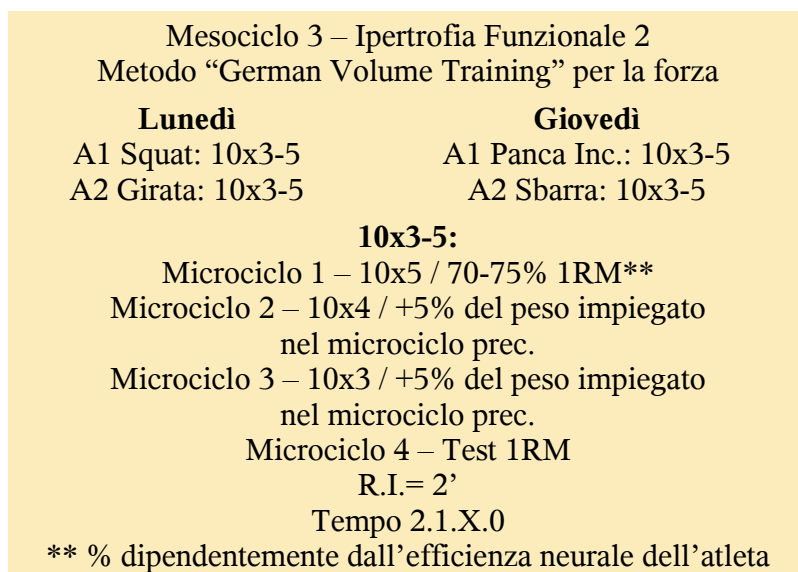 Mesociclo 3 – Ipertrofia Funzionale 2
Metodo “German Volume Training” per la forza
Lunedì
A1 Squat: 10x3-5
A2 Girata: 10x3-5
Giovedì
A1 Panca Inc.: 10x3-5
A2 Sbarra: 10x3-5
10x3-5:
Microciclo 1 – 10x5 / 70-75% 1RM**
Microciclo 2 – 10x4 / +5% del peso impiegato
nel microciclo prec.
Microciclo 3 – 10x3 / +5% del peso impiegato
nel microciclo prec.
Microciclo 4 – Test 1RM
R.I.= 2’
Tempo 2.1.X.0
** % dipendentemente dall’efficienza neurale dell’atleta